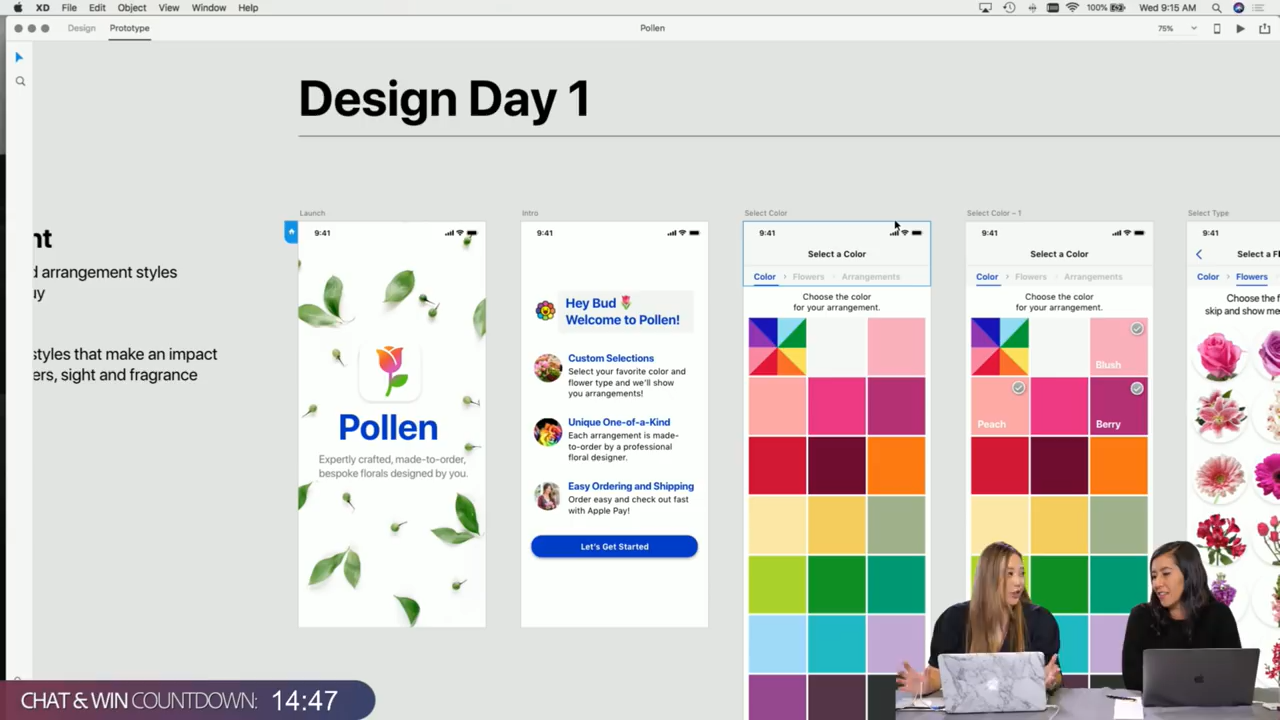 XD File Edit Object View Window Help
100% Wed 9:15 AM
Design Prototype
Pollen
75%
Design Day 1
d arrangement styles
styles that make an impact
ers, sight and fragrance
Launch
9:41
Pollen
Expertly crafted, made-to-order,
bespoke florals designed by you.
Intro
9:41
Hey Bud
Welcome to Pollen!
Custom Selections
Select your favorite color and
flower type and we'll show
you arrangements!
Unique One-of-a-Kind
Each arrangement is made-
to-order by a professional
floral designer.
Easy Ordering and Shipping
Order easy and check out fast
with Apple Pay!
Let's Get Started
Select Color
9:41
Select a Color
Color › Flowers › Arrangements
Choose the color
for your arrangement.
Select Color – 1
9:41
Select a Color
Color › Flowers › Arrangements
Choose the color
for your arrangement.
Blush
Peach
Berry
Select Type
9:41
Select a Fl
Color › Flowers
Choose the f
skip and show me
CHAT & WIN COUNTDOWN: 14:47